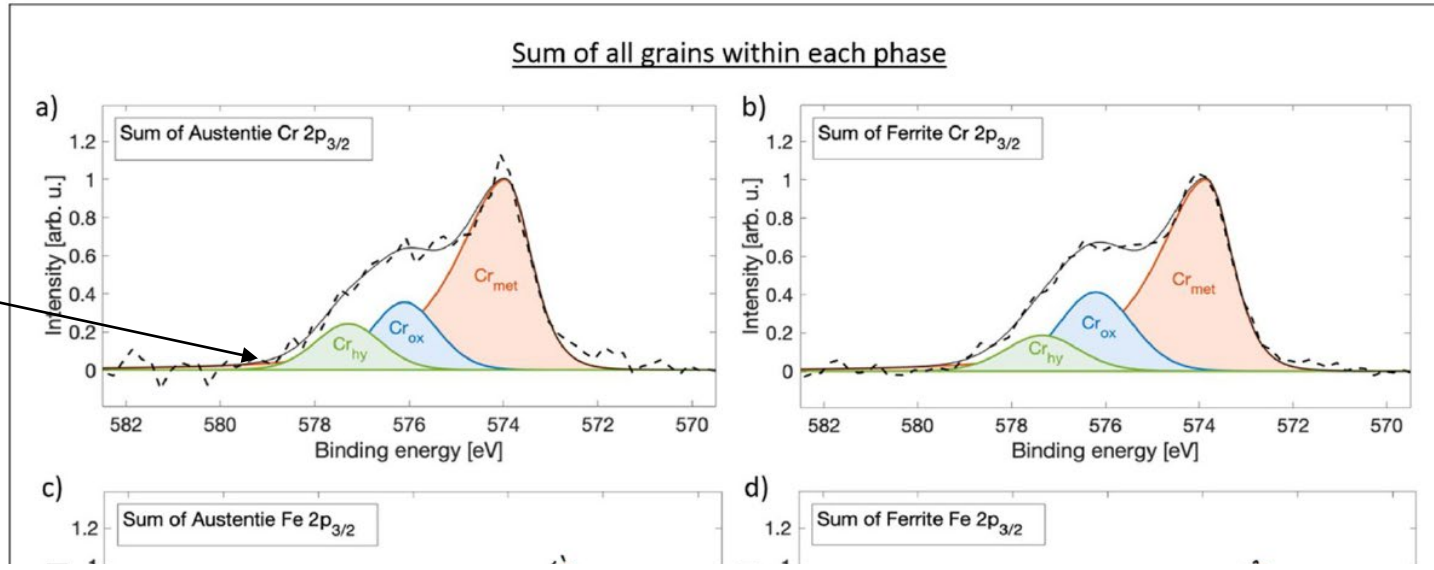 Sum of all grains within each phase
a)
Sum of Austentie Cr 2p3/2
Intensity [arb. u.]
1.2
1
0.8
0.6
0.4
0.2
0
Crmet
Crox
Crhy
582 580 578 576 574 572 570
Binding energy [eV]
b)
Sum of Ferrite Cr 2p3/2
Intensity [arb. u.]
1.2
1
0.8
0.6
0.4
0.2
0
Crmet
Crox
Crhy
582 580 578 576 574 572 570
Binding energy [eV]
c)
Sum of Austentie Fe 2p3/2
1.2
1
d)
Sum of Ferrite Fe 2p3/2
1.2
1